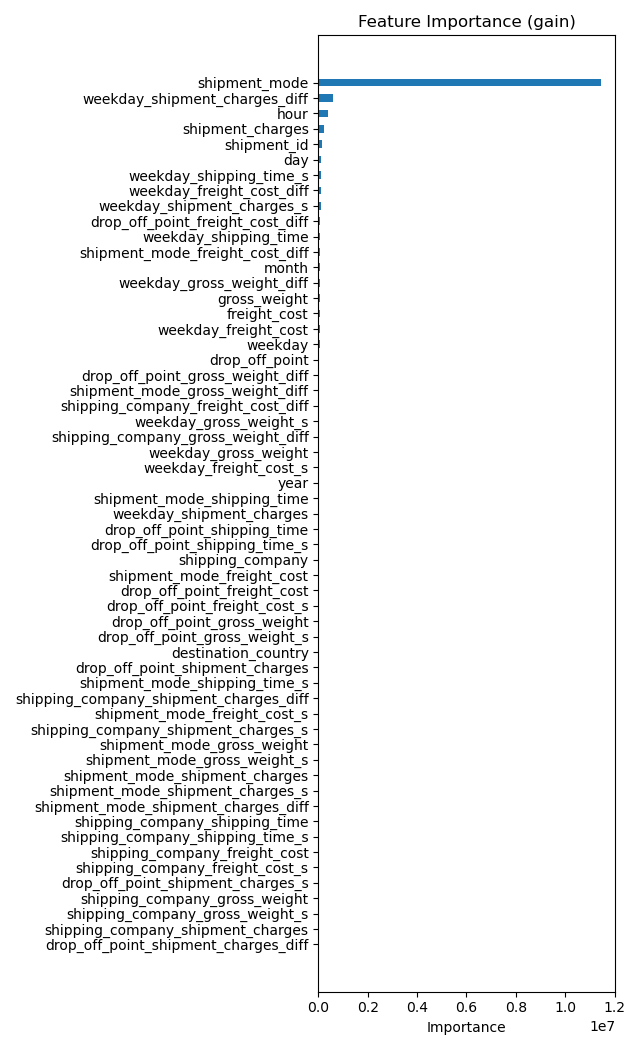 Feature Importance (gain)
shipment_mode
weekday_shipment_charges_diff
hour
shipment_charges
shipment_id
day
weekday_shipping_time_s
weekday_freight_cost_diff
weekday_shipment_charges_s
drop_off_point_freight_cost_diff
weekday_shipping_time
shipment_mode_freight_cost_diff
month
weekday_gross_weight_diff
gross_weight
freight_cost
weekday_freight_cost
weekday
drop_off_point
drop_off_point_gross_weight_diff
shipment_mode_gross_weight_diff
shipping_company_freight_cost_diff
weekday_gross_weight_s
shipping_company_gross_weight_diff
weekday_gross_weight
weekday_freight_cost_s
year
shipment_mode_shipping_time
weekday_shipment_charges
drop_off_point_shipping_time
drop_off_point_shipping_time_s
shipping_company
shipment_mode_freight_cost
drop_off_point_freight_cost
drop_off_point_freight_cost_s
drop_off_point_gross_weight
drop_off_point_gross_weight_s
destination_country
drop_off_point_shipment_charges
shipment_mode_shipping_time_s
shipping_company_shipment_charges_diff
shipment_mode_freight_cost_s
shipping_company_shipment_charges_s
shipment_mode_gross_weight
shipment_mode_gross_weight_s
shipment_mode_shipment_charges
shipment_mode_shipment_charges_s
shipment_mode_shipment_charges_diff
shipping_company_shipping_time
shipping_company_shipping_time_s
shipping_company_freight_cost
shipping_company_freight_cost_s
drop_off_point_shipment_charges_s
shipping_company_gross_weight
shipping_company_gross_weight_s
shipping_company_shipment_charges
drop_off_point_shipment_charges_diff
0.0 0.2 0.4 0.6 0.8 1.0 1.2
1e7
Importance